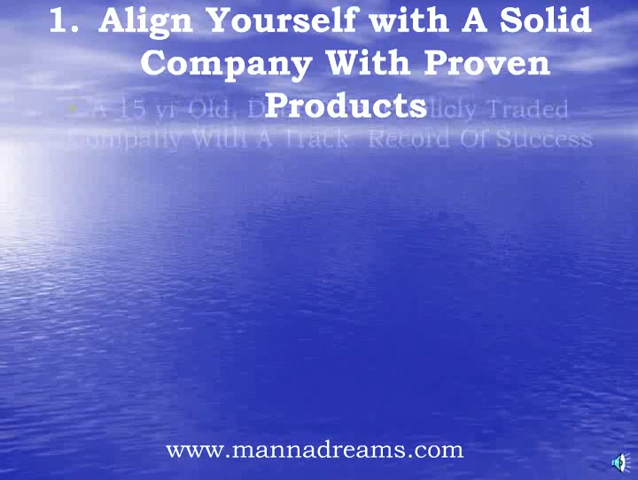 1. Align Yourself with A Solid
Company With Proven
Products
A 15 yr Old, Traded
Company With A Track Record Of Success
www.mannadreams.com